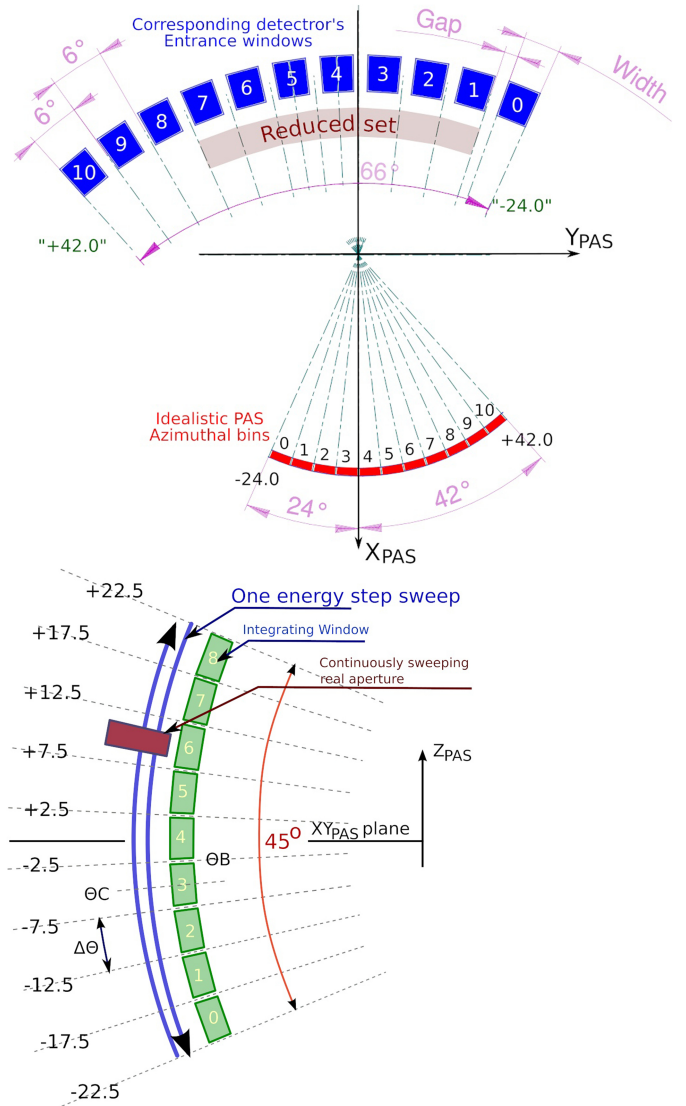 Corresponding detectror's
Entrance windows
Gap
Width
6°
6°
10
9
8
7
6
5
4
3
2
1
0
Reduced set
66°
"+42.0"
"-24.0"
YPAS
Idealistic PAS
Azimuthal bins
0
1
2
3
4
5
6
7
8
9
10
-24.0
+42.0
24°
42°
XPAS
+22.5
One energy step sweep
+17.5
Integrating Window
Continuously sweeping
real aperture
+12.5
+7.5
+2.5
-2.5
-7.5
-12.5
-17.5
-22.5
8
7
6
5
4
3
2
1
0
ZPAS
45o
XYPAS plane
ΘB
ΘC
ΔΘ